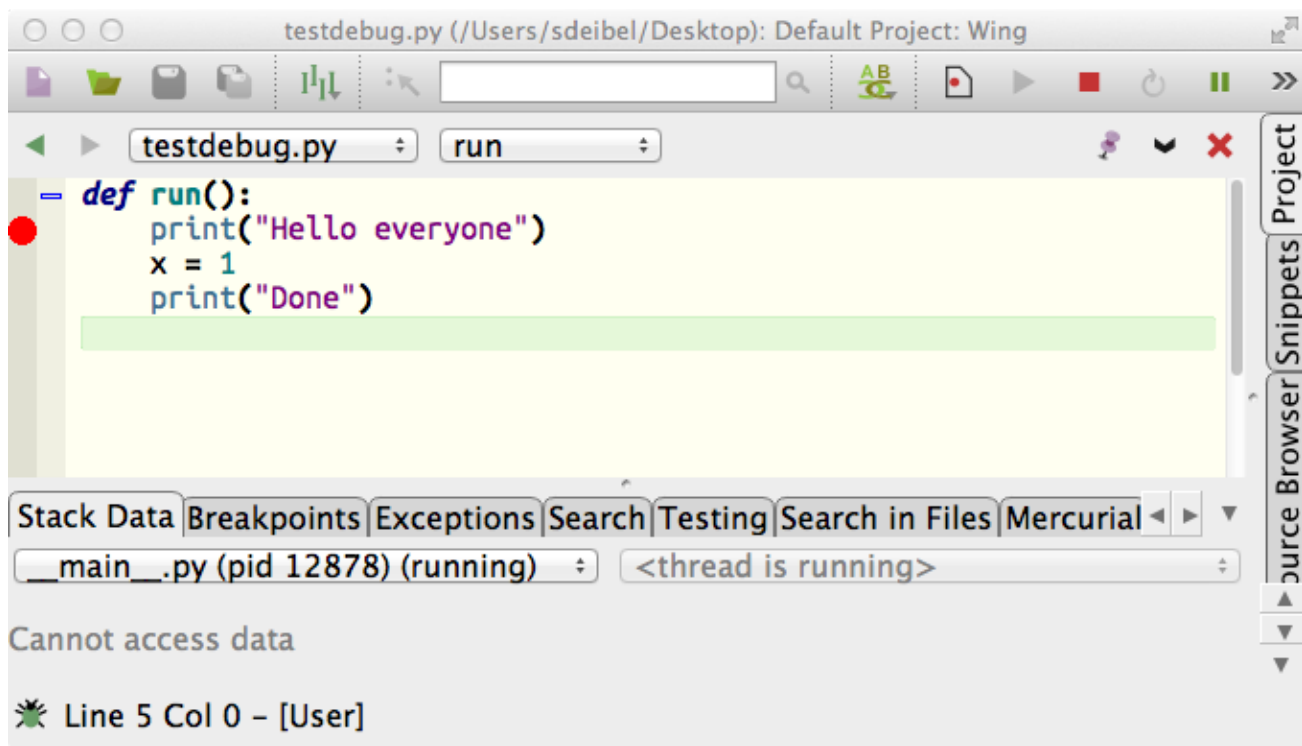 testdebug.py (/Users/sdeibel/Desktop): Default Project: Wing
AB
testdebug.py run
def run():
    print("Hello everyone")
    x = 1
    print("Done")
Project
Snippets
ource Browser
Stack Data Breakpoints Exceptions Search Testing Search in Files Mercurial
__main__.py (pid 12878) (running) <thread is running>
Cannot access data
Line 5 Col 0 – [User]